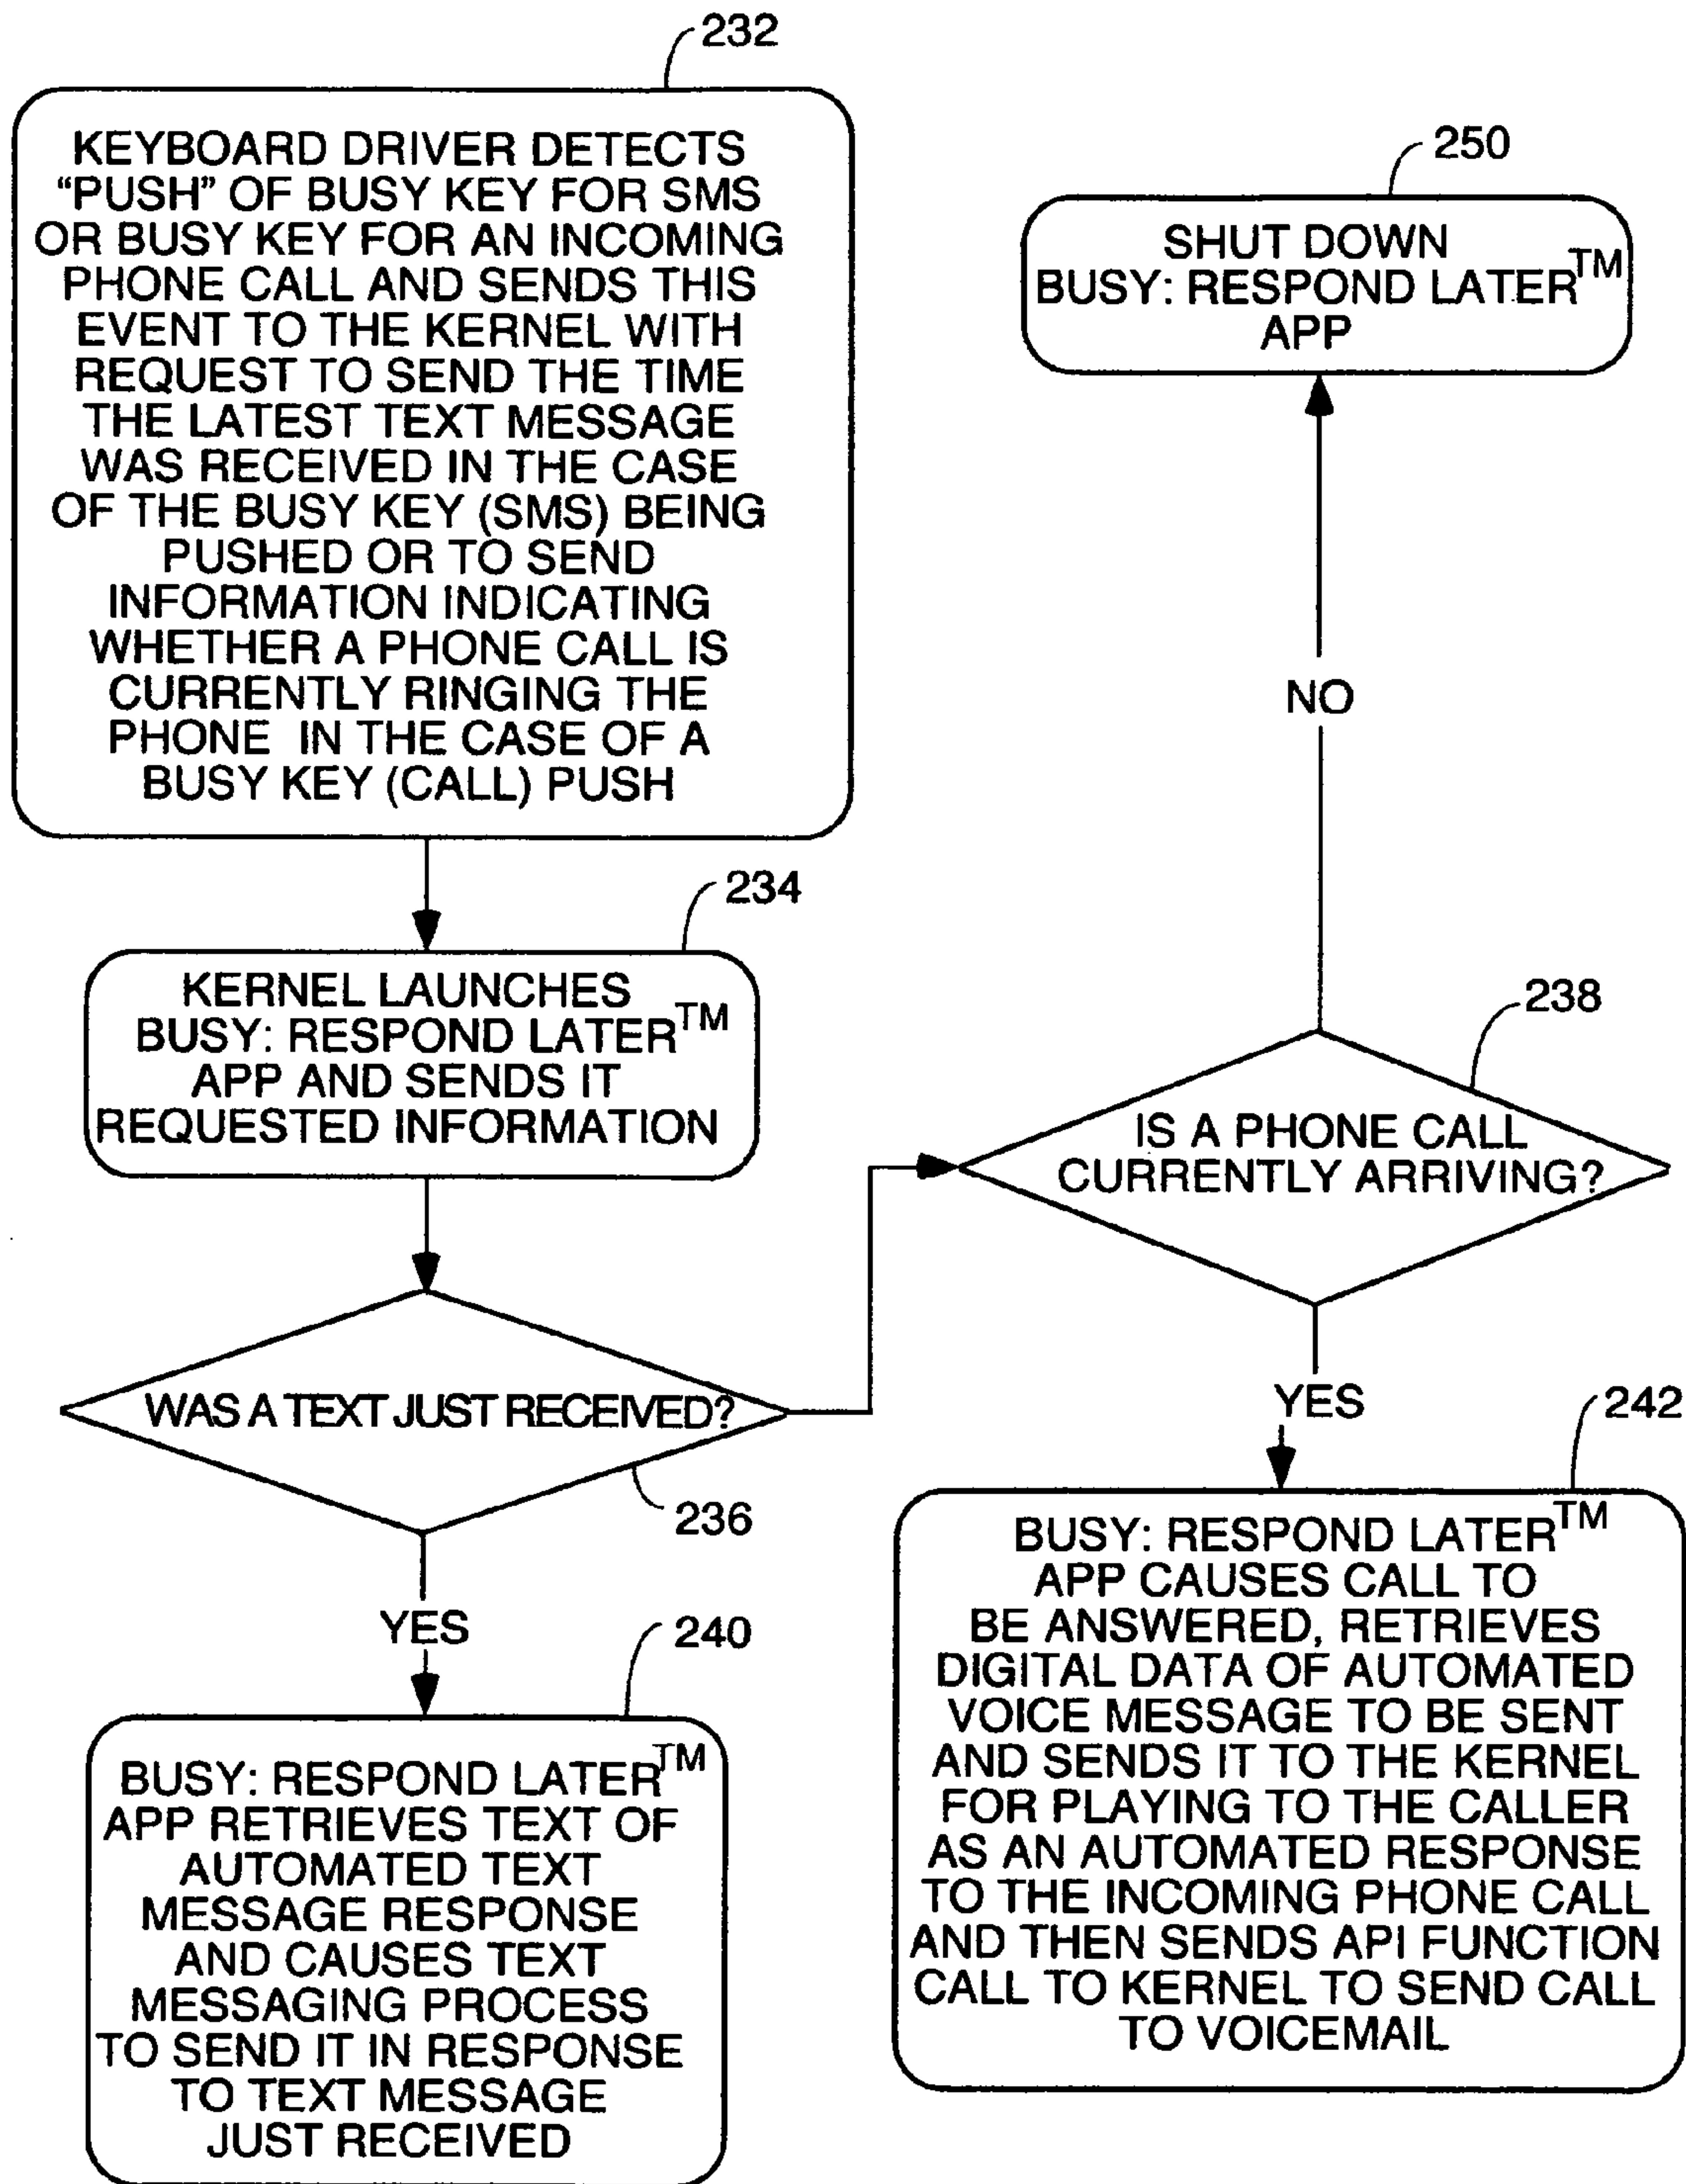 232
KEYBOARD DRIVER DETECTS
“PUSH” OF BUSY KEY FOR SMS
OR BUSY KEY FOR AN INCOMING
PHONE CALL AND SENDS THIS
EVENT TO THE KERNEL WITH
REQUEST TO SEND THE TIME
THE LATEST TEXT MESSAGE
WAS RECEIVED IN THE CASE
OF THE BUSY KEY (SMS) BEING
PUSHED OR TO SEND
INFORMATION INDICATING
WHETHER A PHONE CALL IS
CURRENTLY RINGING THE
PHONE IN THE CASE OF A
BUSY KEY (CALL) PUSH
234
KERNEL LAUNCHES
BUSY: RESPOND LATER™
APP AND SENDS IT
REQUESTED INFORMATION
WAS A TEXT JUST RECEIVED?
236
YES
240
BUSY: RESPOND LATER™
APP RETRIEVES TEXT OF
AUTOMATED TEXT
MESSAGE RESPONSE
AND CAUSES TEXT
MESSAGING PROCESS
TO SEND IT IN RESPONSE
TO TEXT MESSAGE
JUST RECEIVED
250
SHUT DOWN
BUSY: RESPOND LATER™
APP
NO
238
IS A PHONE CALL
CURRENTLY ARRIVING?
YES
242
BUSY: RESPOND LATER™
APP CAUSES CALL TO
BE ANSWERED, RETRIEVES
DIGITAL DATA OF AUTOMATED
VOICE MESSAGE TO BE SENT
AND SENDS IT TO THE KERNEL
FOR PLAYING TO THE CALLER
AS AN AUTOMATED RESPONSE
TO THE INCOMING PHONE CALL
AND THEN SENDS API FUNCTION
CALL TO KERNEL TO SEND CALL
TO VOICEMAIL